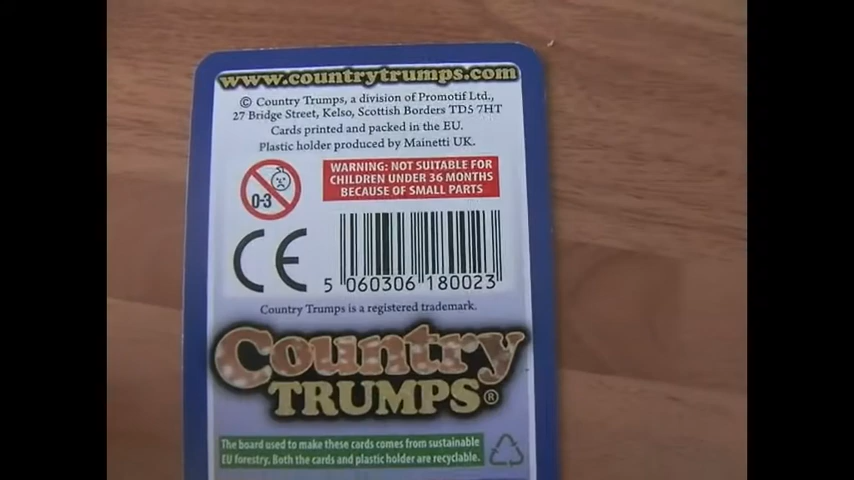 www.countrytrumps.com
© Country Trumps, a division of Promotif Ltd.,
27 Bridge Street, Kelso, Scottish Borders TD5 7HT
Cards printed and packed in the EU.
Plastic holder produced by Mainetti UK.
0-3
WARNING: NOT SUITABLE FOR
CHILDREN UNDER 36 MONTHS
BECAUSE OF SMALL PARTS
CE
5 060306 180023
Country Trumps is a registered trademark.
Country
TRUMPS®
The board used to make these cards comes from sustainable
EU forestry. Both the cards and plastic holder are recyclable.